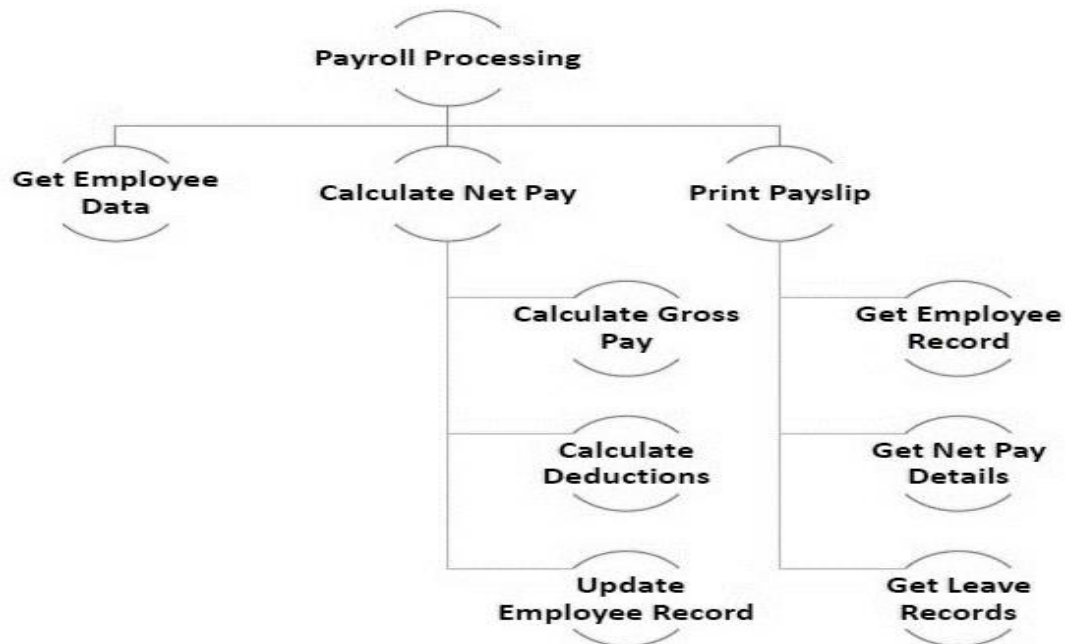 Payroll Processing
Get Employee
Data
Calculate Net Pay
Print Payslip
Calculate Gross
Pay
Get Employee
Record
Calculate
Deductions
Get Net Pay
Details
Update
Employee Record
Get Leave
Records